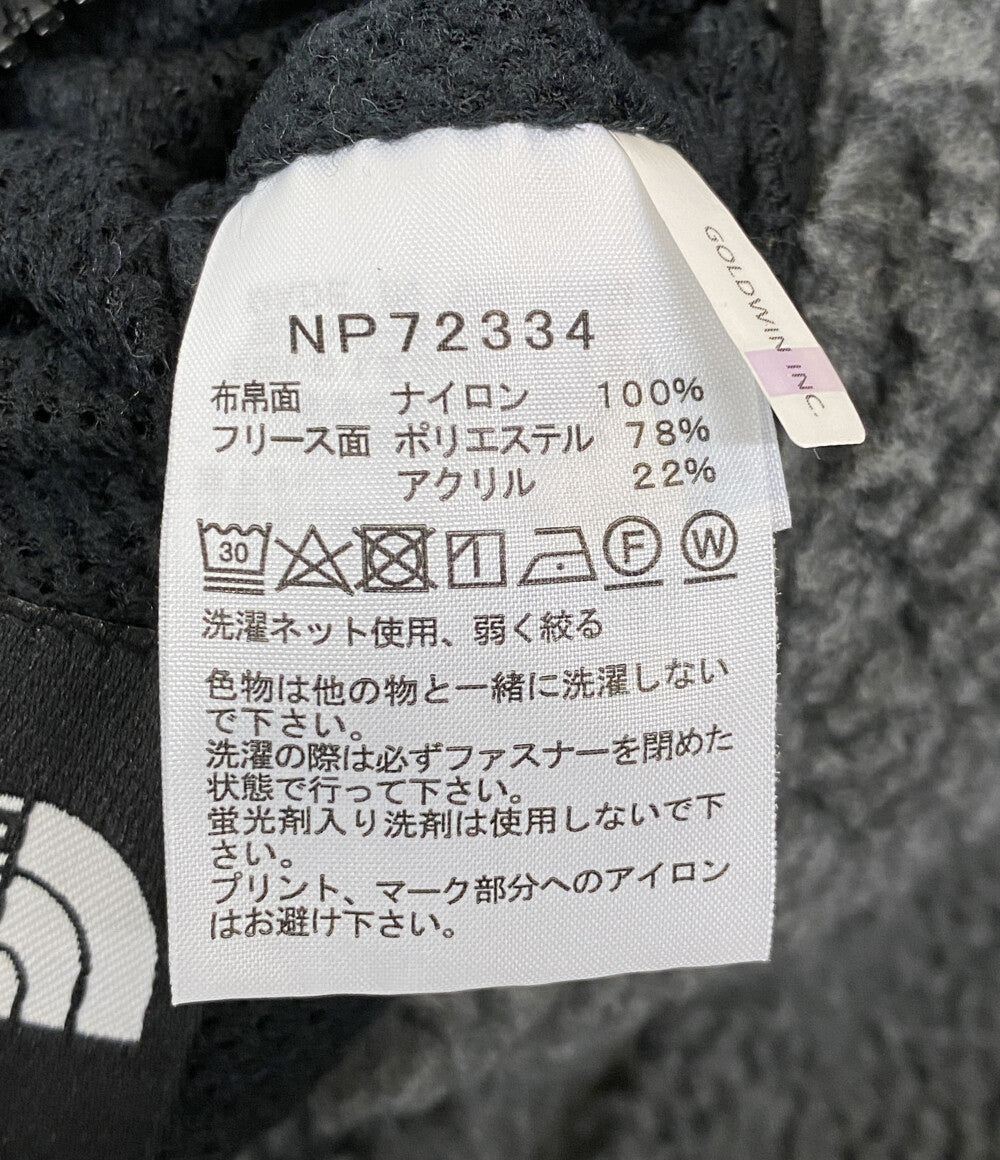 NP72334
布帛面 ナイロン 100%
フリース面 ポリエステル 78%
アクリル 22%
30 1 F W
洗濯ネット使用、弱く絞る
色物は他の物と一緒に洗濯しない
で下さい。
洗濯の際は必ずファスナーを閉めた
状態で行って下さい。
蛍光剤入り洗剤は使用しないで下
さい。
プリント、マーク部分へのアイロン
はお避け下さい。
GOLDWIN INC.